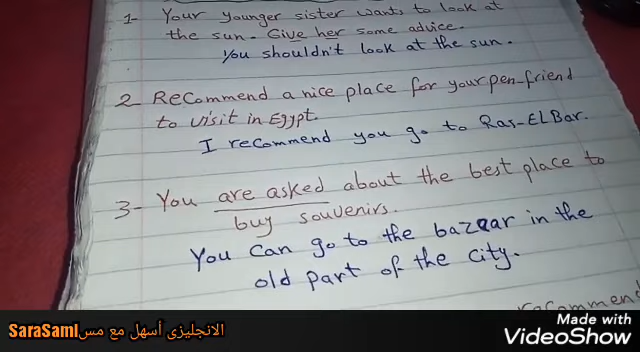 1- Your younger sister wants to look at
the sun. Give her some advice.
You shouldn't look at the sun.
2 Recommend a nice place for your pen-friend
to visit in Egypt.
I recommend you go to Ras-ELBar.
3- You are asked about the best place to
buy souvenirs.
You can go to the bazaar in the
old part of the city.
recommend
الانجليزى أسهل مع مس SaraSami
Made with
VideoShow